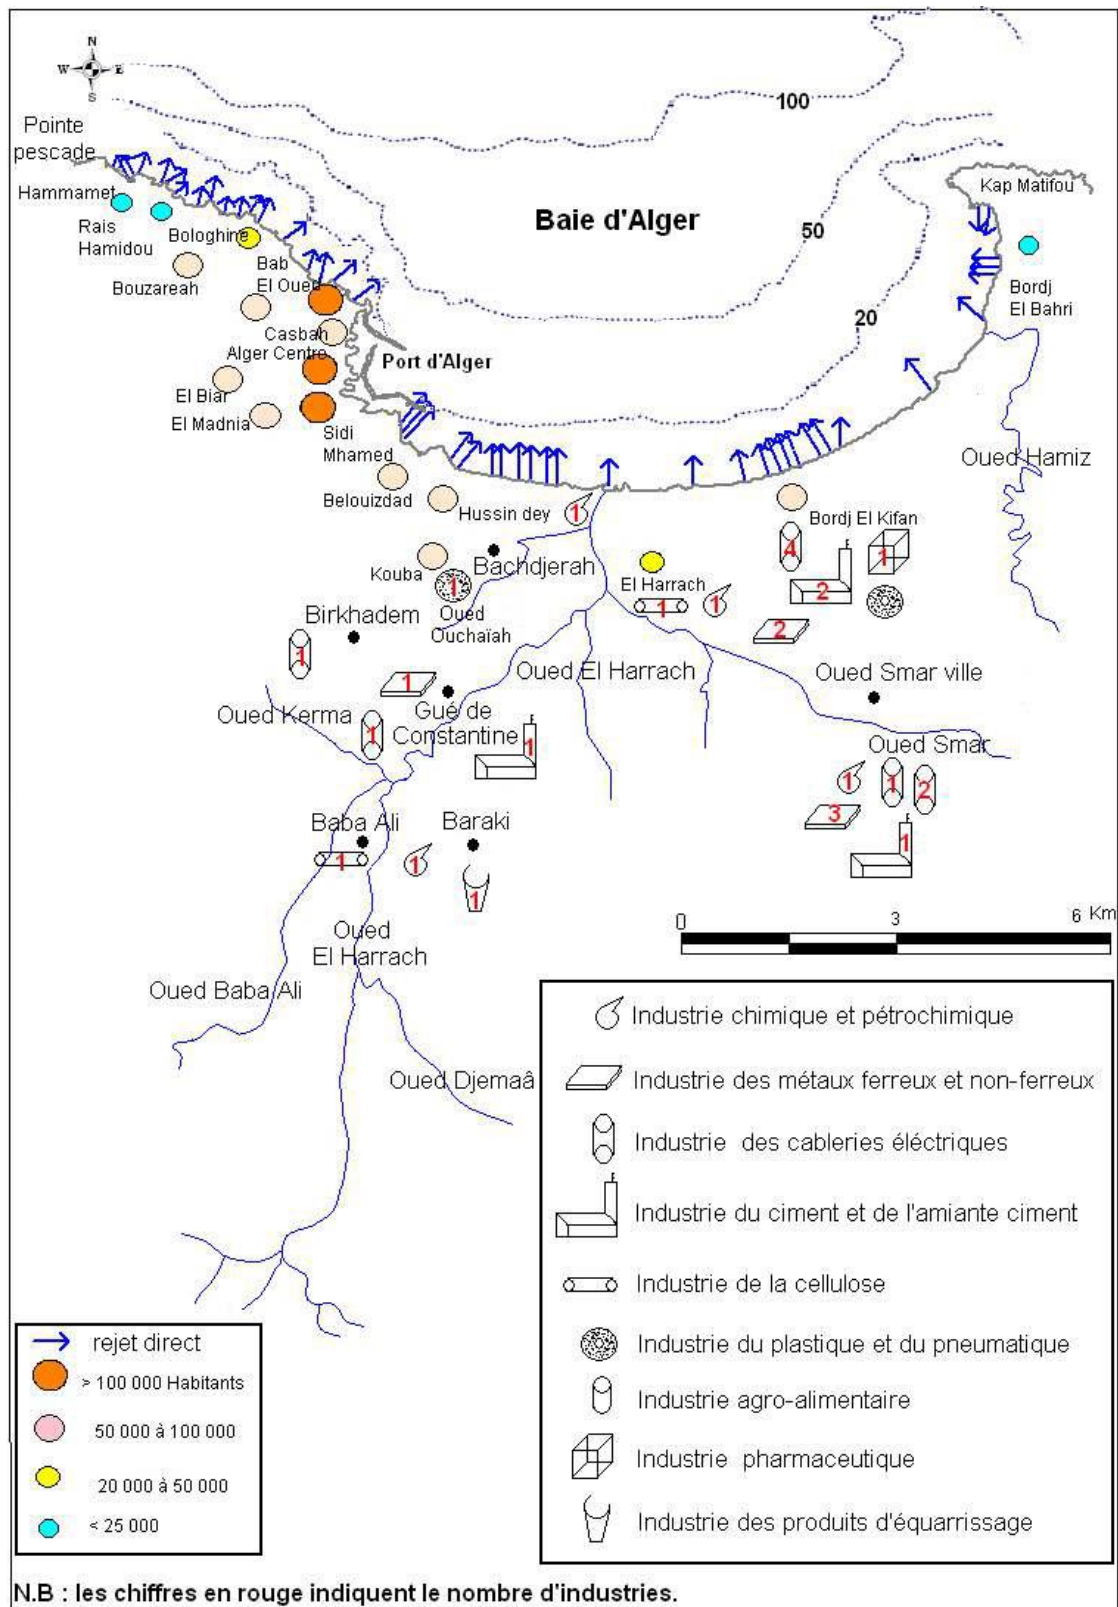 N
W E
S
100
Pointe
pescade
Hammamet
Kap Matifou
Baie d'Alger
Rais
Hamidou
Bologhine
50
Bouzareah
Bab
El Oued
Bordj
El Bahri
20
Casbah
Alger Centre
Port d'Alger
El Biar
El Madnia
Sidi
Mhamed
Oued Hamiz
Belouizdad
Hussin dey
1
Bordj El Kifan
4
1
Bachdjerah
Kouba
El Harrach
1
2
1
1
Oued
Ouchaïah
Birkhadem
2
1
Oued El Harrach
Oued Smar ville
1
Gué de
Constantine
Oued Kerma
1
1
Oued Smar
1
1
2
3
Baba Ali
Baraki
1
1
1
1
0
3
6 Km
Oued
El Harrach
Oued Baba Ali
Oued Djemaâ
Industrie chimique et pétrochimique
Industrie des métaux ferreux et non-ferreux
Industrie des cableries éléctriques
Industrie du ciment et de l'amiante ciment
Industrie de la cellulose
Industrie du plastique et du pneumatique
Industrie agro-alimentaire
Industrie pharmaceutique
Industrie des produits d'équarrissage
rejet direct
> 100 000 Habitants
50 000 à 100 000
20 000 à 50 000
< 25 000
N.B : les chiffres en rouge indiquent le nombre d'industries.